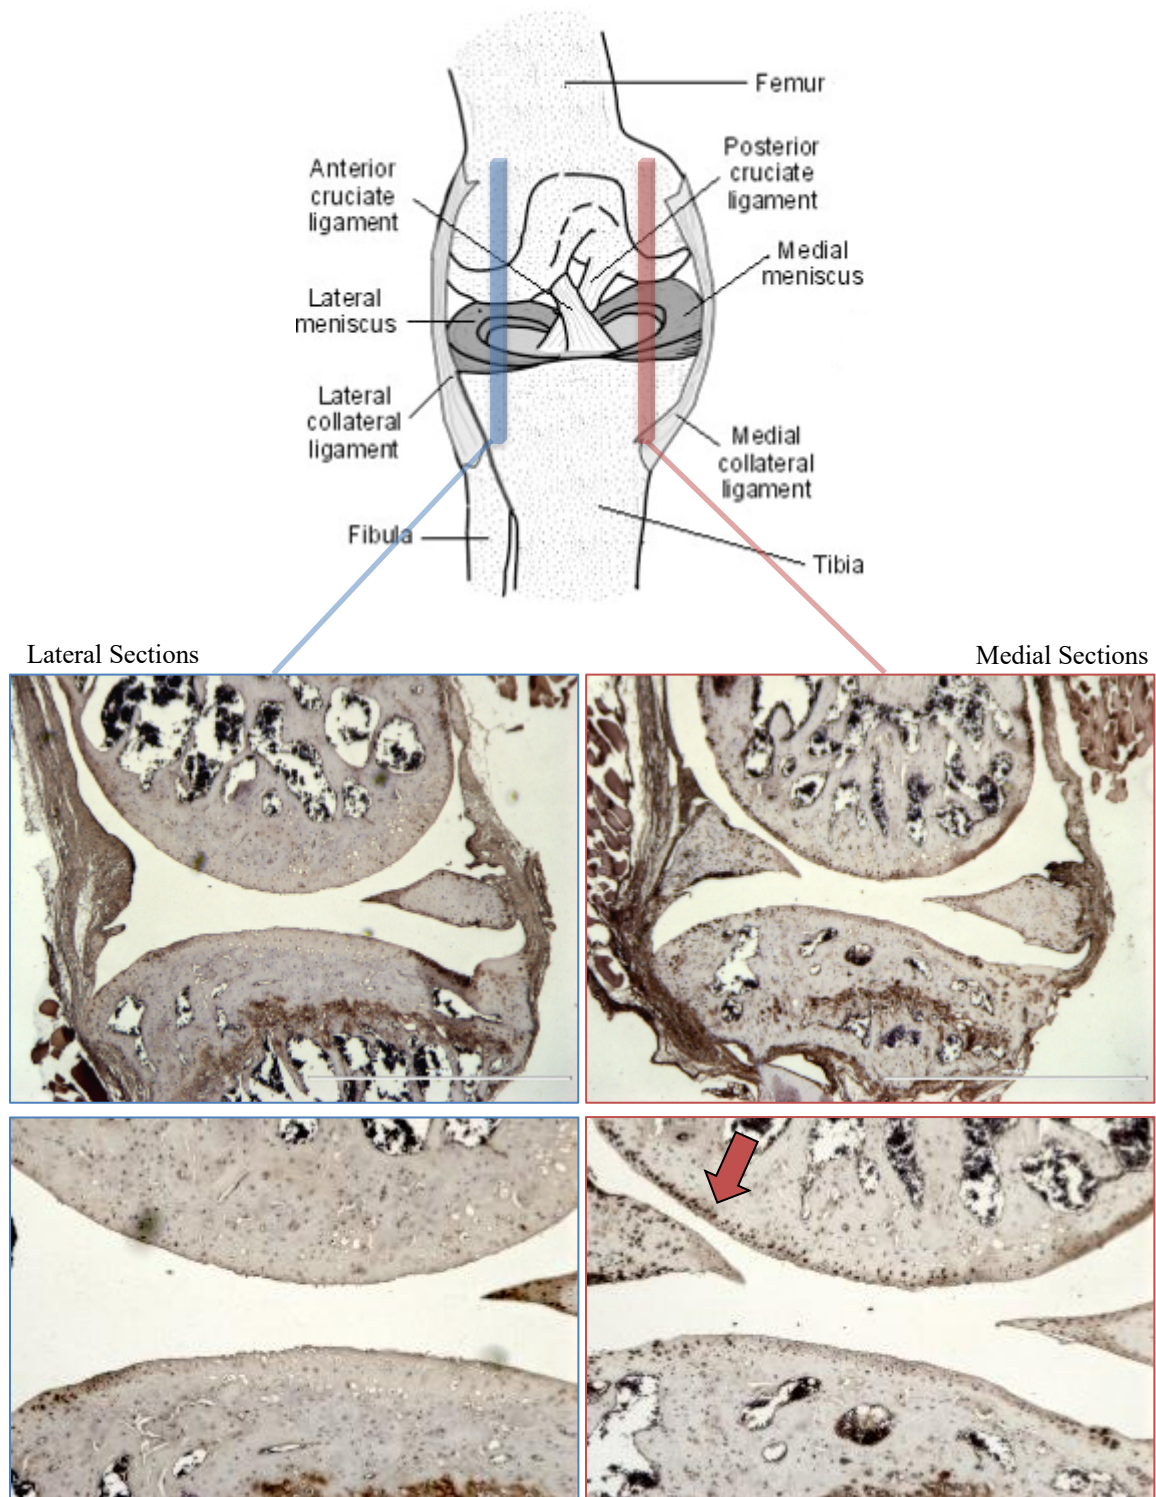 Femur
Anterior
cruciate
ligament
Posterior
cruciate
ligament
Medial
meniscus
Lateral
meniscus
Lateral
collateral
ligament
Medial
collateral
ligament
Fibula
Tibia
Lateral Sections
Medial Sections